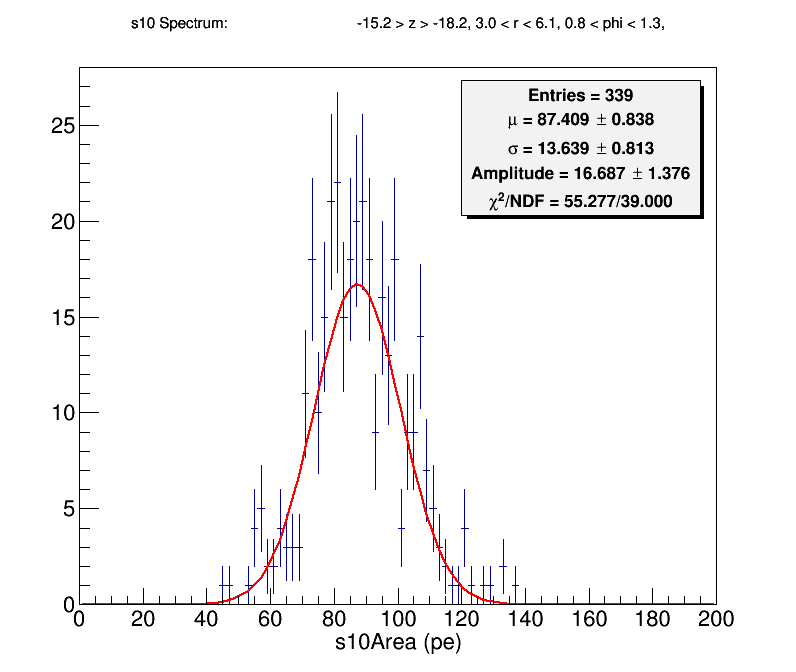 s10 Spectrum: -15.2 > z > -18.2, 3.0 < r < 6.1, 0.8 < phi < 1.3,
Entries = 339
μ = 87.409 ± 0.838
σ = 13.639 ± 0.813
Amplitude = 16.687 ± 1.376
χ²/NDF = 55.277/39.000
25
20
15
10
5
0
0 20 40 60 80 100 120 140 160 180 200
s10Area (pe)